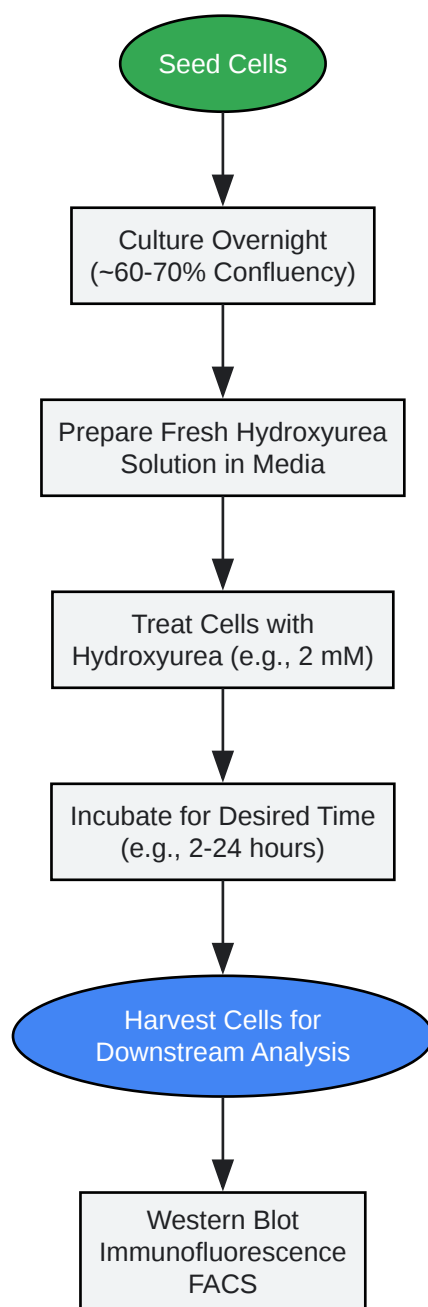 Seed Cells
Culture Overnight
(~60-70% Confluency)
Prepare Fresh Hydroxyurea
Solution in Media
Treat Cells with
Hydroxyurea (e.g., 2 mM)
Incubate for Desired Time
(e.g., 2-24 hours)
Harvest Cells for
Downstream Analysis
Western Blot
Immunofluorescence
FACS